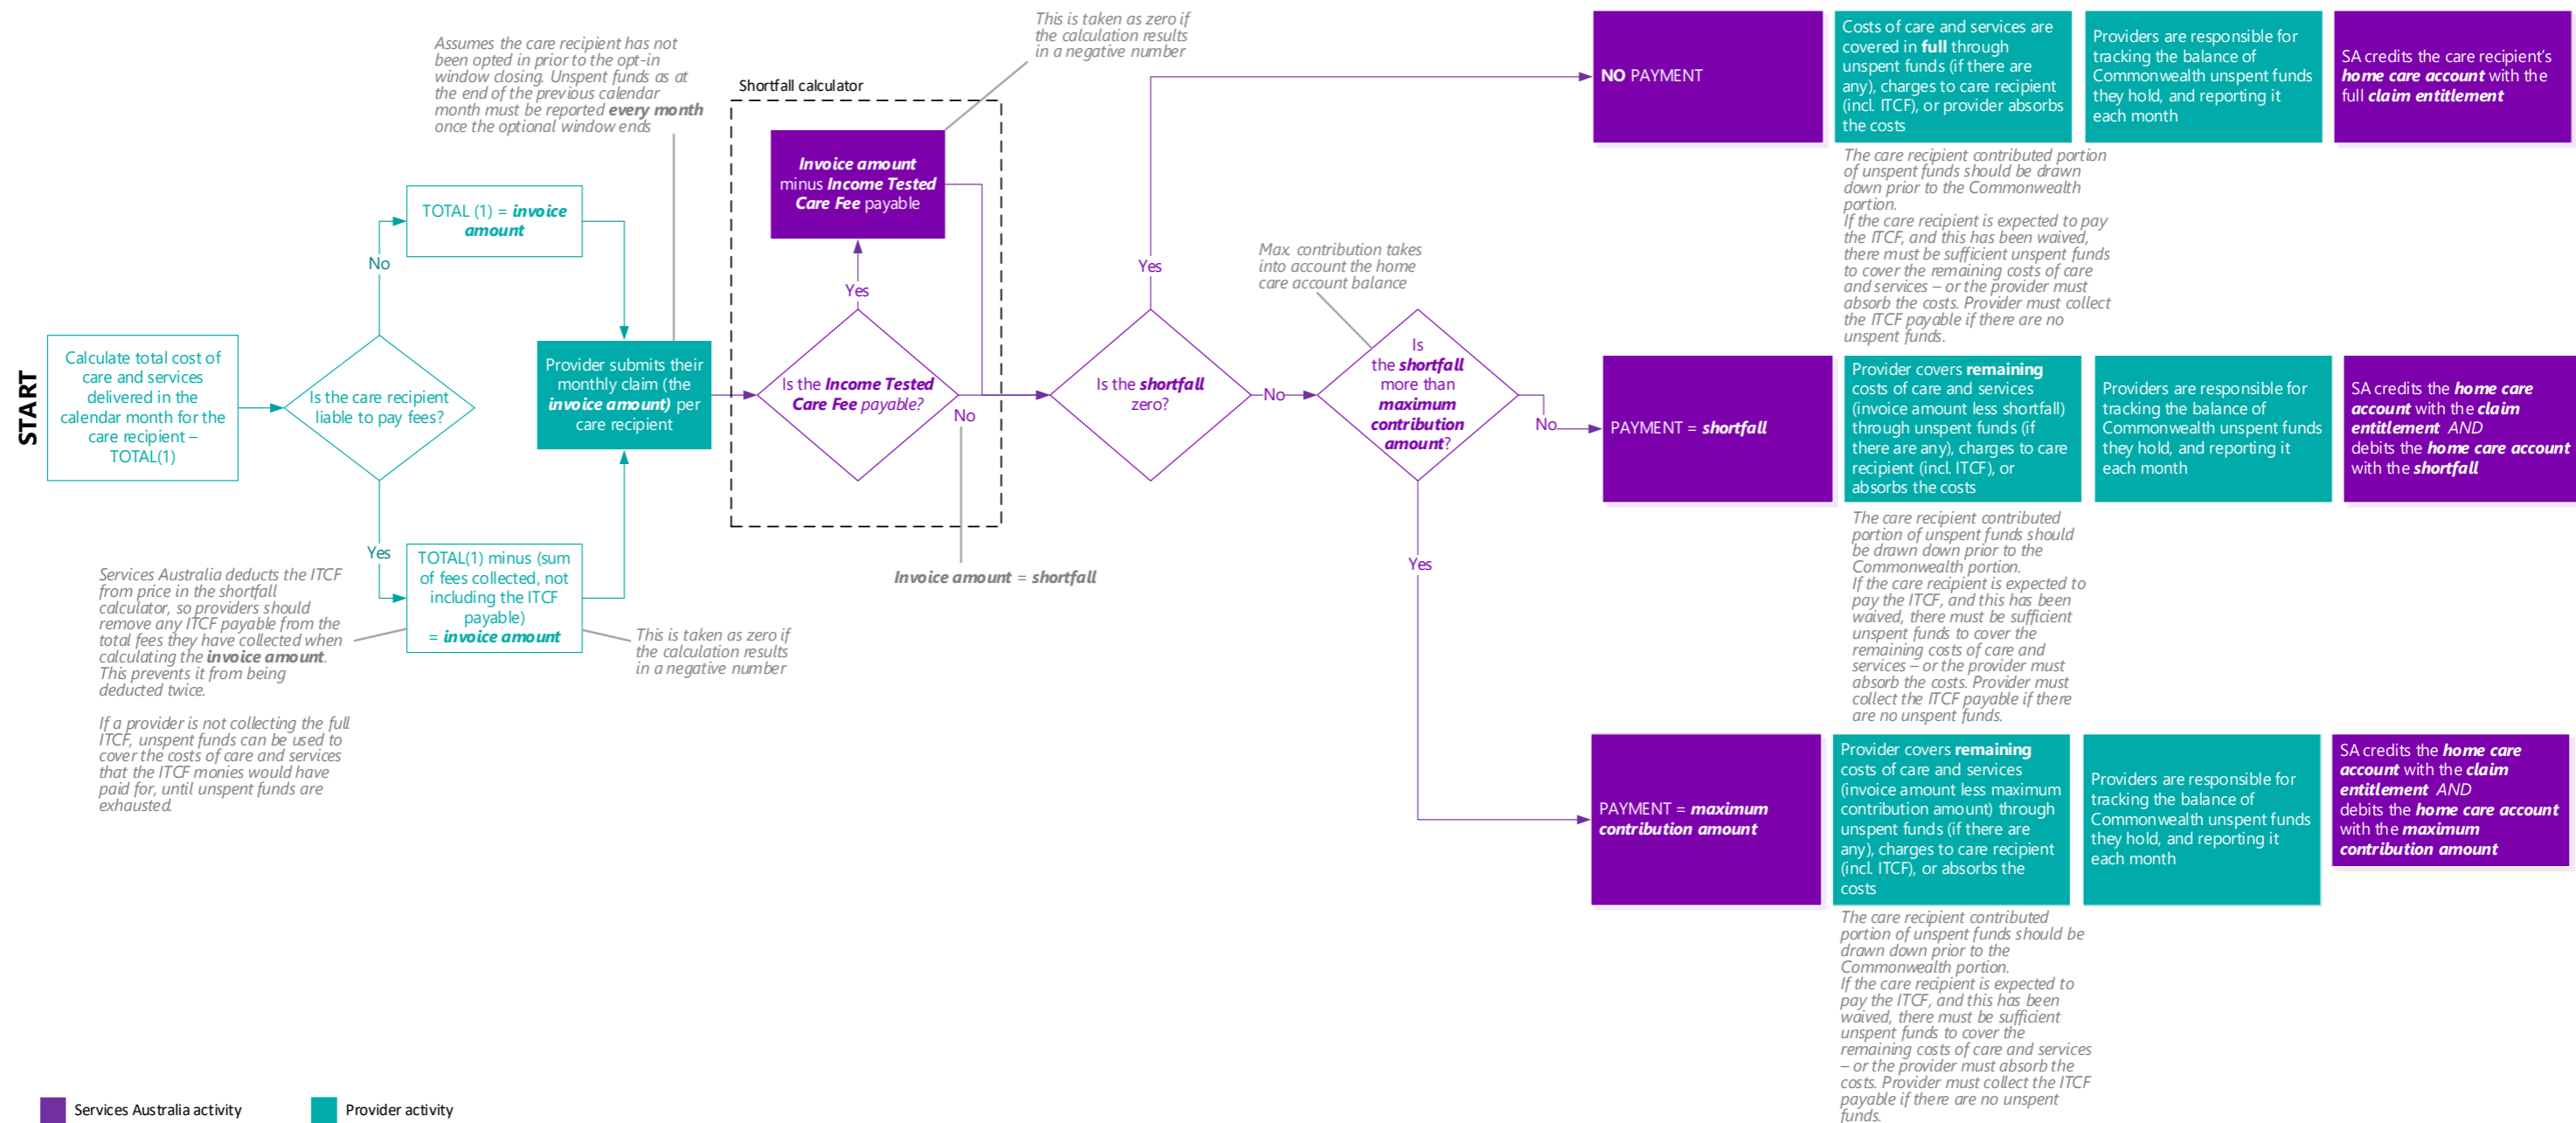 This is taken as zero if
the calculation results
in a negative number
Assumes the care recipient has not
been opted in prior to the opt-in
window closing. Unspent funds as at
the end of the previous calendar
month must be reported every month
once the optional window ends
Shortfall calculator
Invoice amount
minus Income Tested
Care Fee payable
TOTAL (1) = invoice
amount
No
Yes
START
Calculate total cost of
care and services
delivered in the
calendar month for the
care recipient –
TOTAL(1)
Is the care recipient
liable to pay fees?
Provider submits their
monthly claim (the
invoice amount) per
care recipient
Is the Income Tested
Care Fee payable?
No
Invoice amount = shortfall
Yes
TOTAL(1) minus (sum
of fees collected, not
including the ITCF
payable)
= invoice amount
Services Australia deducts the ITCF
from price in the shortfall
calculator, so providers should
remove any ITCF payable from the
total fees they have collected when
calculating the invoice amount.
This prevents it from being
deducted twice.
If a provider is not collecting the full
ITCF, unspent funds can be used to
cover the costs of care and services
that the ITCF monies would have
paid for, until unspent funds are
exhausted.
This is taken as zero if
the calculation results
in a negative number
Is the shortfall
zero?
Yes
No
Max. contribution takes
into account the home
care account balance
Is
the shortfall
more than
maximum
contribution
amount?
No
Yes
NO PAYMENT
Costs of care and services are
covered in full through
unspent funds (if there are
any), charges to care recipient
(incl. ITCF), or provider absorbs
the costs
Providers are responsible for
tracking the balance of
Commonwealth unspent funds
they hold, and reporting it
each month
SA credits the care recipient's
home care account with the
full claim entitlement
The care recipient contributed portion
of unspent funds should be drawn
down prior to the Commonwealth
portion.
If the care recipient is expected to pay
the ITCF, and this has been waived,
there must be sufficient unspent funds
to cover the remaining costs of care
and services – or the provider must
absorb the costs. Provider must collect
the ITCF payable if there are no
unspent funds.
PAYMENT = shortfall
Provider covers remaining
costs of care and services
(invoice amount less shortfall)
through unspent funds (if
there are any), charges to care
recipient (incl. ITCF), or
absorbs the costs
Providers are responsible for
tracking the balance of
Commonwealth unspent funds
they hold, and reporting it
each month
SA credits the home care
account with the claim
entitlement AND
debits the home care account
with the shortfall
The care recipient contributed
portion of unspent funds should
be drawn down prior to the
Commonwealth portion.
If the care recipient is expected to
pay the ITCF, and this has been
waived, there must be sufficient
unspent funds to cover the
remaining costs of care and
services – or the provider must
absorb the costs. Provider must
collect the ITCF payable if there
are no unspent funds.
PAYMENT = maximum
contribution amount
Provider covers remaining
costs of care and services
(invoice amount less maximum
contribution amount) through
unspent funds (if there are
any), charges to care recipient
(incl. ITCF), or absorbs the
costs
Providers are responsible for
tracking the balance of
Commonwealth unspent funds
they hold, and reporting it
each month
SA credits the home care
account with the claim
entitlement AND
debits the home care account
with the maximum
contribution amount
The care recipient contributed
portion of unspent funds should be
drawn down prior to the
Commonwealth portion.
If the care recipient is expected to
pay the ITCF, and this has been
waived, there must be sufficient
unspent funds to cover the
remaining costs of care and services
– or the provider must absorb the
costs. Provider must collect the ITCF
payable if there are no unspent
funds.
Services Australia activity
Provider activity